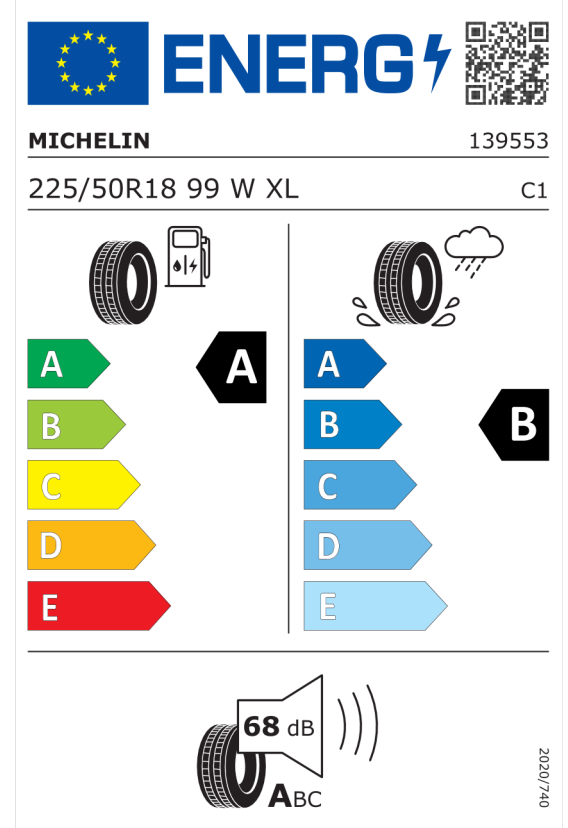 ENERG
MICHELIN 139553
225/50R18 99 W XL C1
A A A
B B B
C C
D D
E E
68 dB
ABC
2020/740